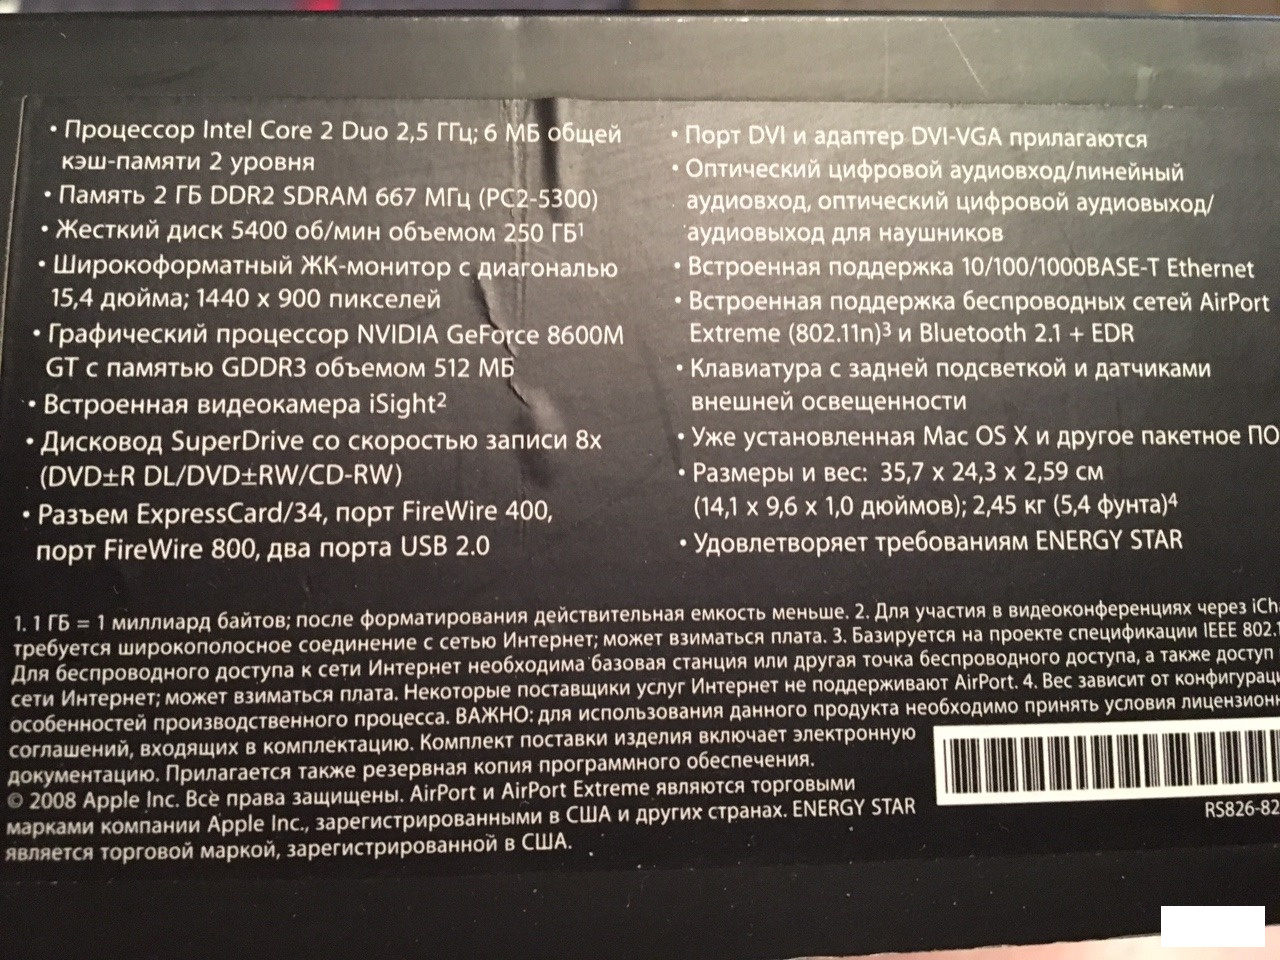 • Процессор Intel Core 2 Duo 2,5 ГГц; 6 МБ общей
кэш-памяти 2 уровня
• Память 2 ГБ DDR2 SDRAM 667 МГц (PC2-5300)
• Жесткий диск 5400 об/мин объемом 250 ГБ¹
• Широкоформатный ЖК-монитор с диагональю
15,4 дюйма; 1440 x 900 пикселей
• Графический процессор NVIDIA GeForce 8600M
GT с памятью GDDR3 объемом 512 МБ
• Встроенная видеокамера iSight²
• Дисковод SuperDrive со скоростью записи 8x
(DVD±R DL/DVD±RW/CD-RW)
• Разъем ExpressCard/34, порт FireWire 400,
порт FireWire 800, два порта USB 2.0
• Порт DVI и адаптер DVI-VGA прилагаются
• Оптический цифровой аудиовход/линейный
аудиовход, оптический цифровой аудиовыход/
аудиовыход для наушников
• Встроенная поддержка 10/100/1000BASE-T Ethernet
• Встроенная поддержка беспроводных сетей AirPort
Extreme (802.11n)³ и Bluetooth 2.1 + EDR
• Клавиатура с задней подсветкой и датчиками
внешней освещенности
• Уже установленная Mac OS X и другое пакетное ПО
• Размеры и вес: 35,7 x 24,3 x 2,59 см
(14,1 x 9,6 x 1,0 дюймов); 2,45 кг (5,4 фунта)⁴
• Удовлетворяет требованиям ENERGY STAR
1. 1 ГБ = 1 миллиард байтов; после форматирования действительная емкость меньше. 2. Для участия в видеоконференциях через iCh
требуется широкополосное соединение с сетью Интернет; может взиматься плата. 3. Базируется на проекте спецификации IEEE 802.1
Для беспроводного доступа к сети Интернет необходима базовая станция или другая точка беспроводного доступа, а также доступ
сети Интернет; может взиматься плата. Некоторые поставщики услуг Интернет не поддерживают AirPort. 4. Вес зависит от конфигурац
особенностей производственного процесса. ВАЖНО: для использования данного продукта необходимо принять условия лицензион
соглашений, входящих в комплектацию. Комплект поставки изделия включает электронную
документацию. Прилагается также резервная копия программного обеспечения.
© 2008 Apple Inc. Все права защищены. AirPort и AirPort Extreme являются торговыми
марками компании Apple Inc., зарегистрированными в США и других странах. ENERGY STAR
является торговой маркой, зарегистрированной в США.
RS826-82